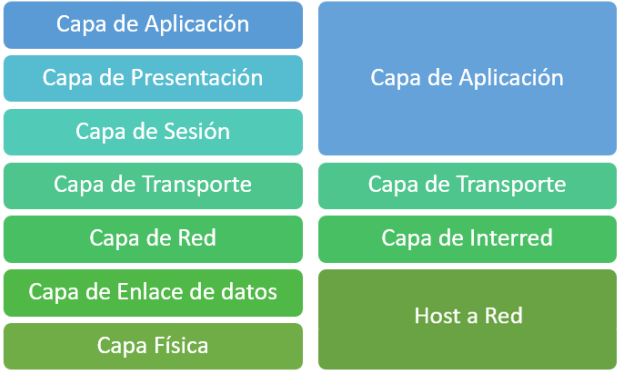 Capa de Aplicación
Capa de Presentación
Capa de Sesión
Capa de Transporte
Capa de Red
Capa de Enlace de datos
Capa Física
Capa de Aplicación
Capa de Transporte
Capa de Interred
Host a Red